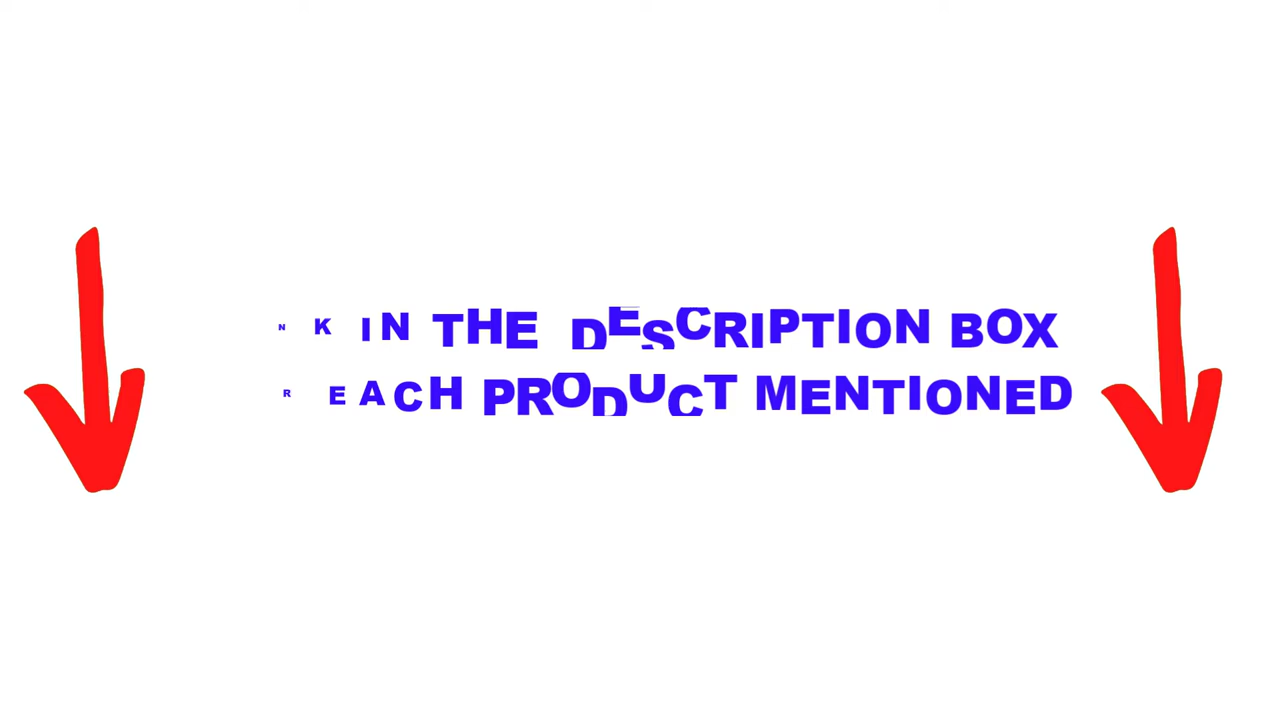 N K IN THE DESCRIPTION BOX
R EACH PRODUCT MENTIONED